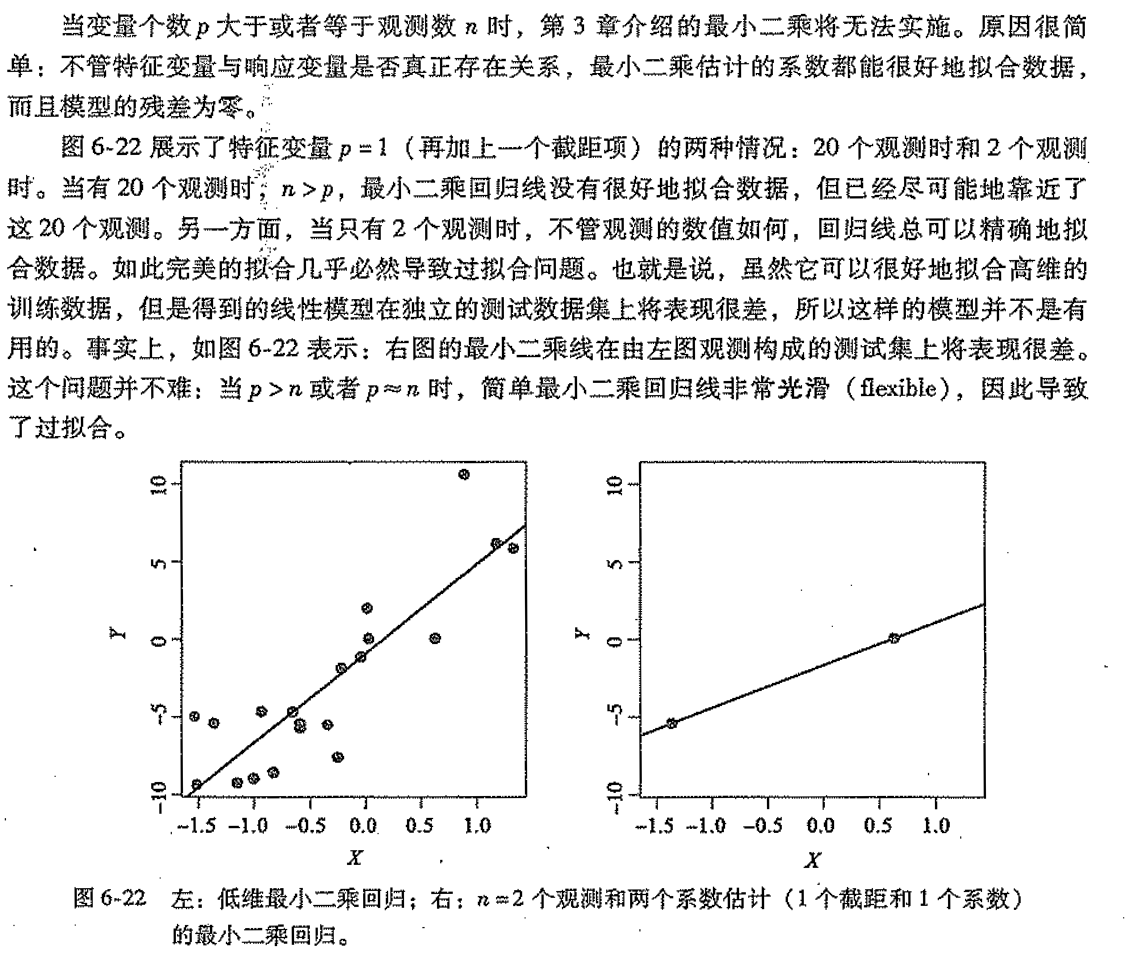 当变量个数 p 大于或者等于观测数 n 时，第 3 章介绍的最小二乘将无法实施。原因很简
单：不管特征变量与响应变量是否真正存在关系，最小二乘估计的系数都能很好地拟合数据，
而且模型的残差为零。
图 6-22 展示了特征变量 p = 1（再加上一个截距项）的两种情况：20 个观测时和 2 个观测
时。当有 20 个观测时，n > p，最小二乘回归线没有很好地拟合数据，但已经尽可能地靠近了
这 20 个观测。另一方面，当只有 2 个观测时，不管观测的数值如何，回归线总可以精确地拟
合数据。如此完美的拟合几乎必然导致过拟合问题。也就是说，虽然它可以很好地拟合高维的
训练数据，但是得到的线性模型在独立的测试数据集上将表现很差，所以这样的模型并不是有
用的。事实上，如图 6-22 表示：右图的最小二乘线在由左图观测构成的测试集上将表现很差。
这个问题并不难：当 p > n 或者 p ≈ n 时，简单最小二乘回归线非常光滑（flexible），因此导致
了过拟合。
Y
10
5
0
-5
-10
-1.5 -1.0 -0.5 0.0 0.5 1.0
X
Y
10
5
0
-5
-10
-1.5 -1.0 -0.5 0.0 0.5 1.0
X
图 6-22 左：低维最小二乘回归；右：n = 2 个观测和两个系数估计（1 个截距和 1 个系数）
的最小二乘回归。